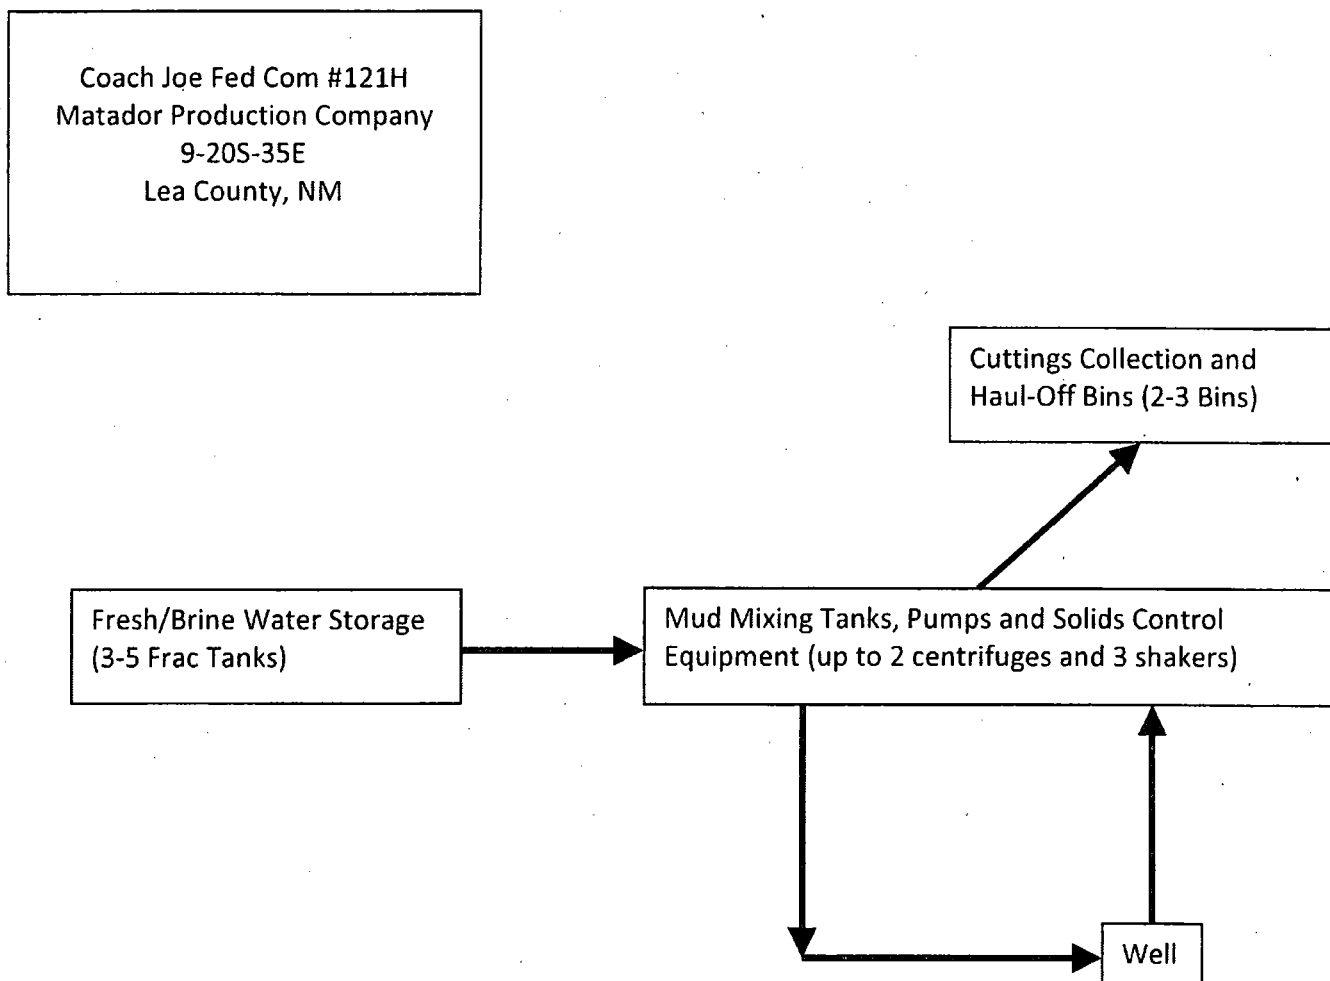 Coach Joe Fed Com #121H
Matador Production Company
9-20S-35E
Lea County, NM
Cuttings Collection and
Haul-Off Bins (2-3 Bins)
Fresh/Brine Water Storage
(3-5 Frac Tanks)
Mud Mixing Tanks, Pumps and Solids Control
Equipment (up to 2 centrifuges and 3 shakers)
Well